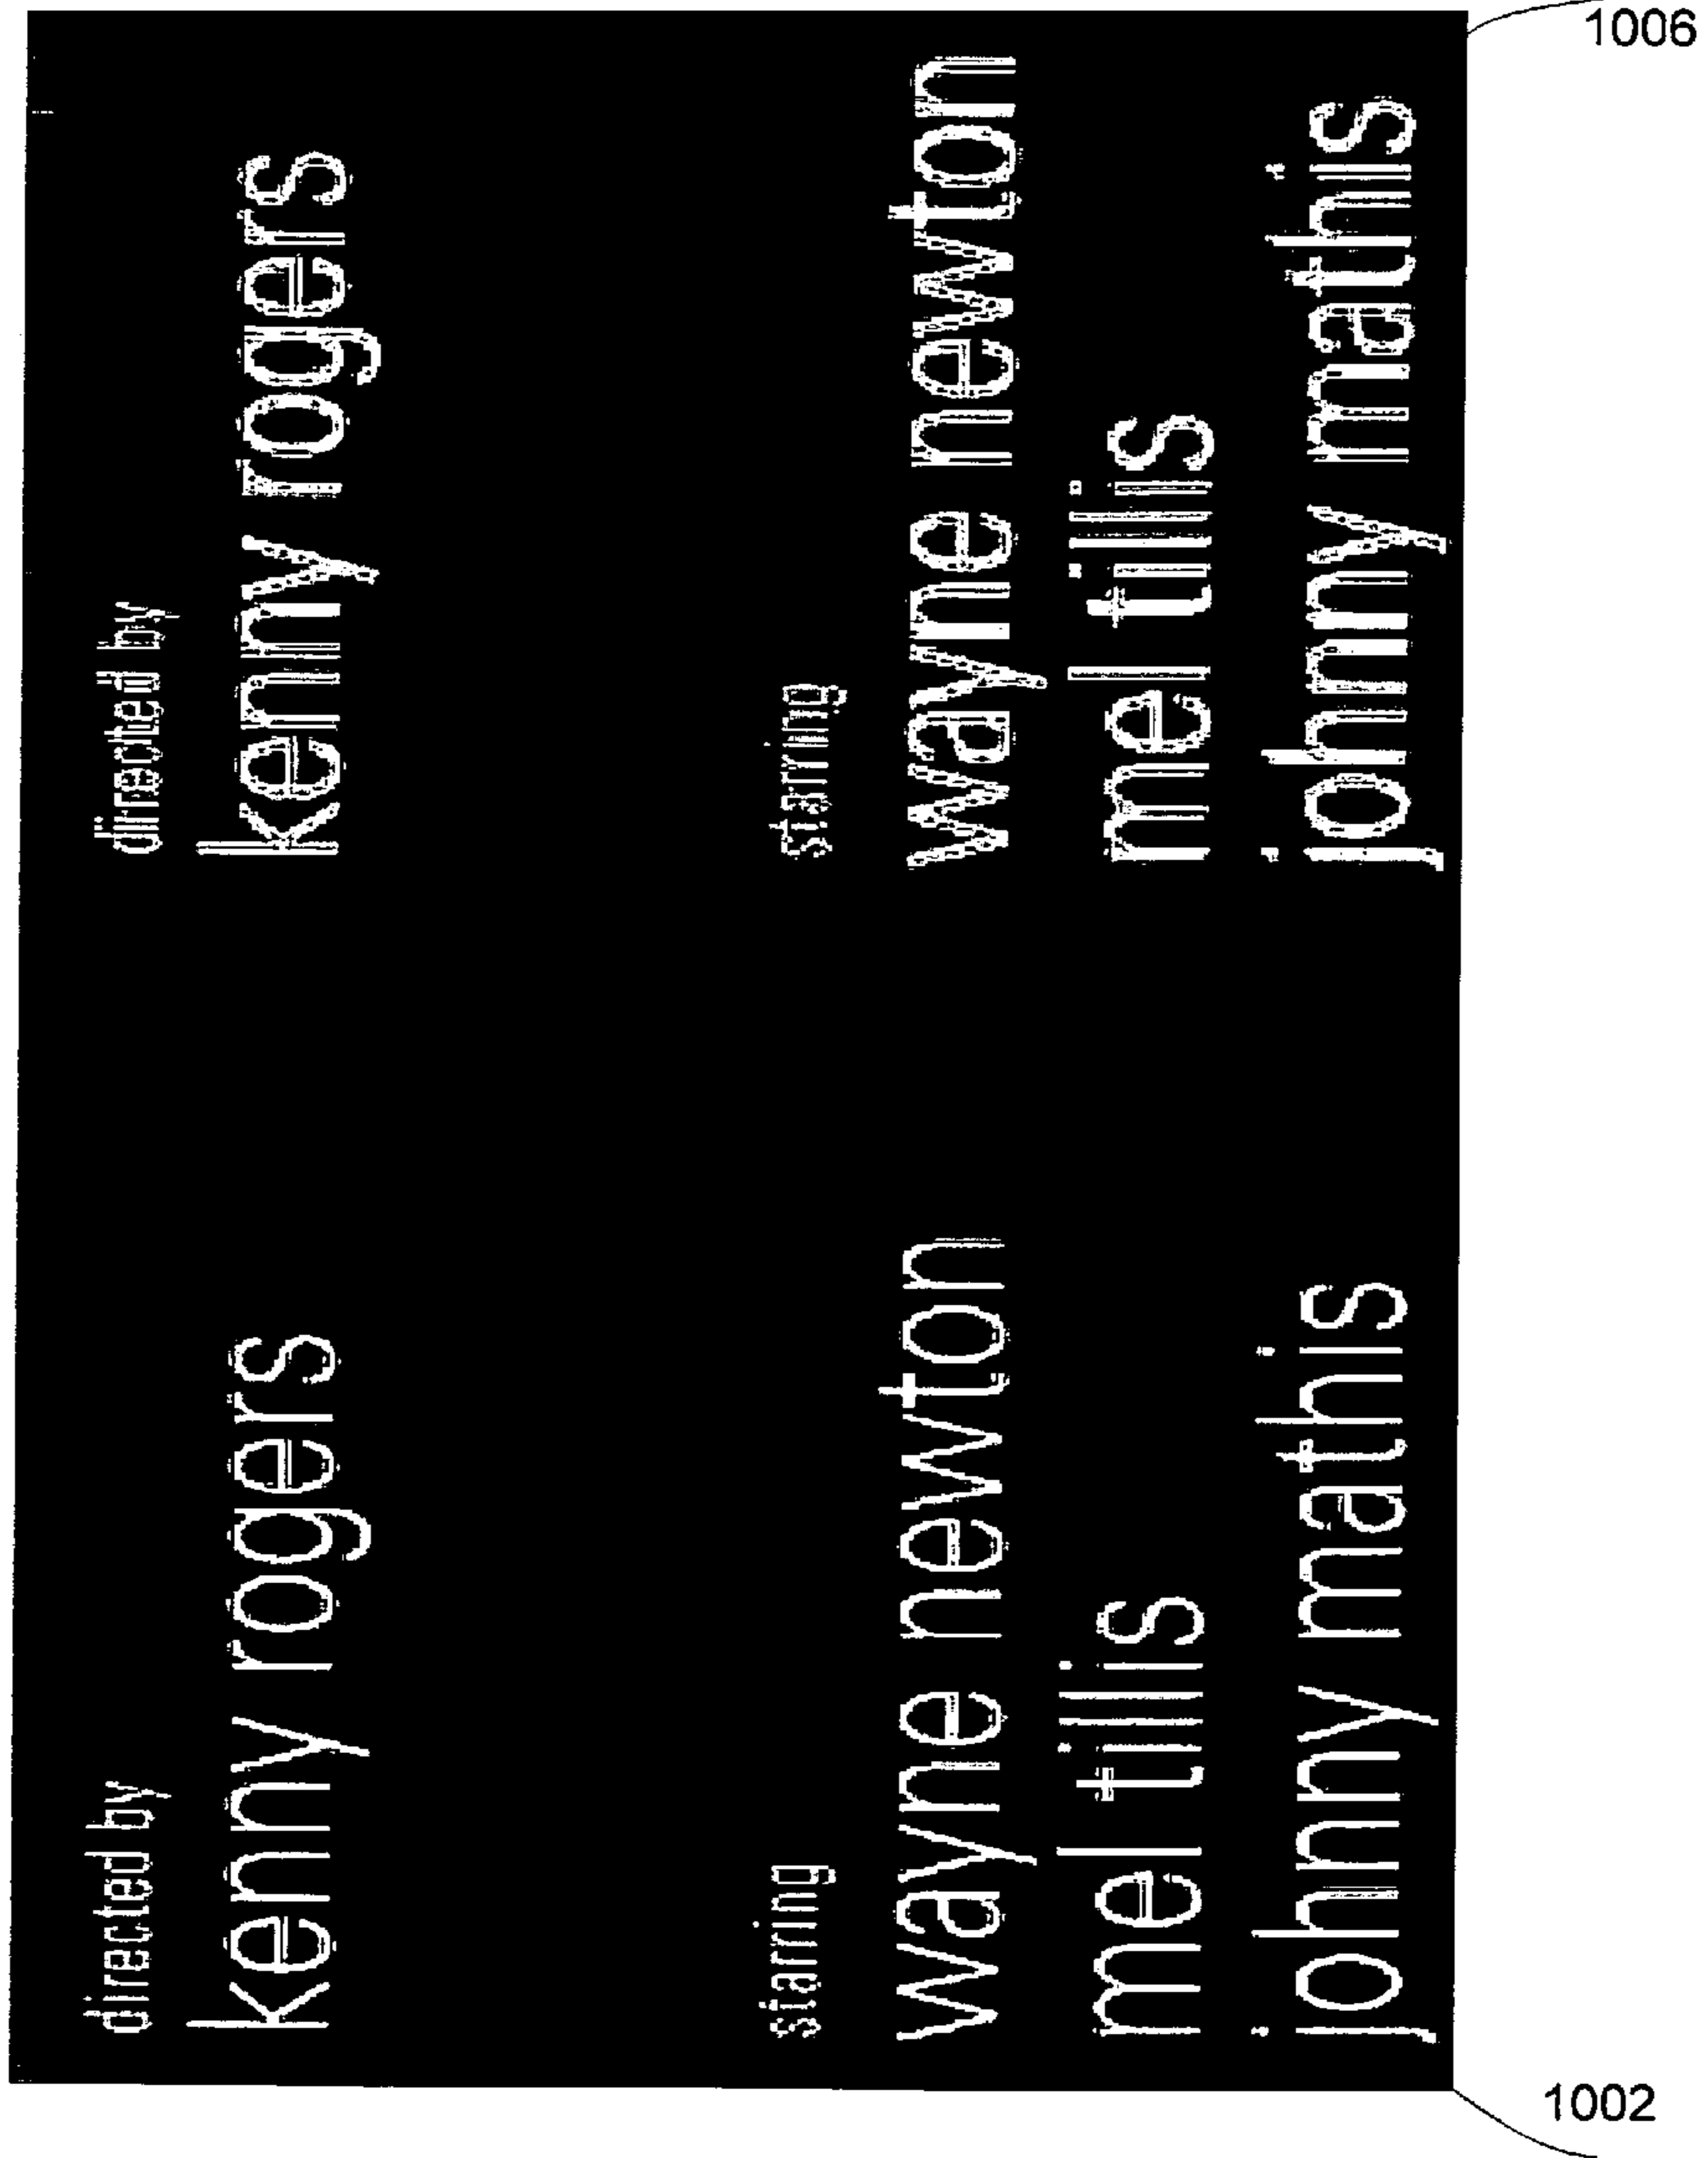 directed by
kenny rogers
starring
wayne newton
mel tillis
johnny mathis
1002
directed by
kenny rogers
starring
wayne newton
mel tillis
johnny mathis
1006